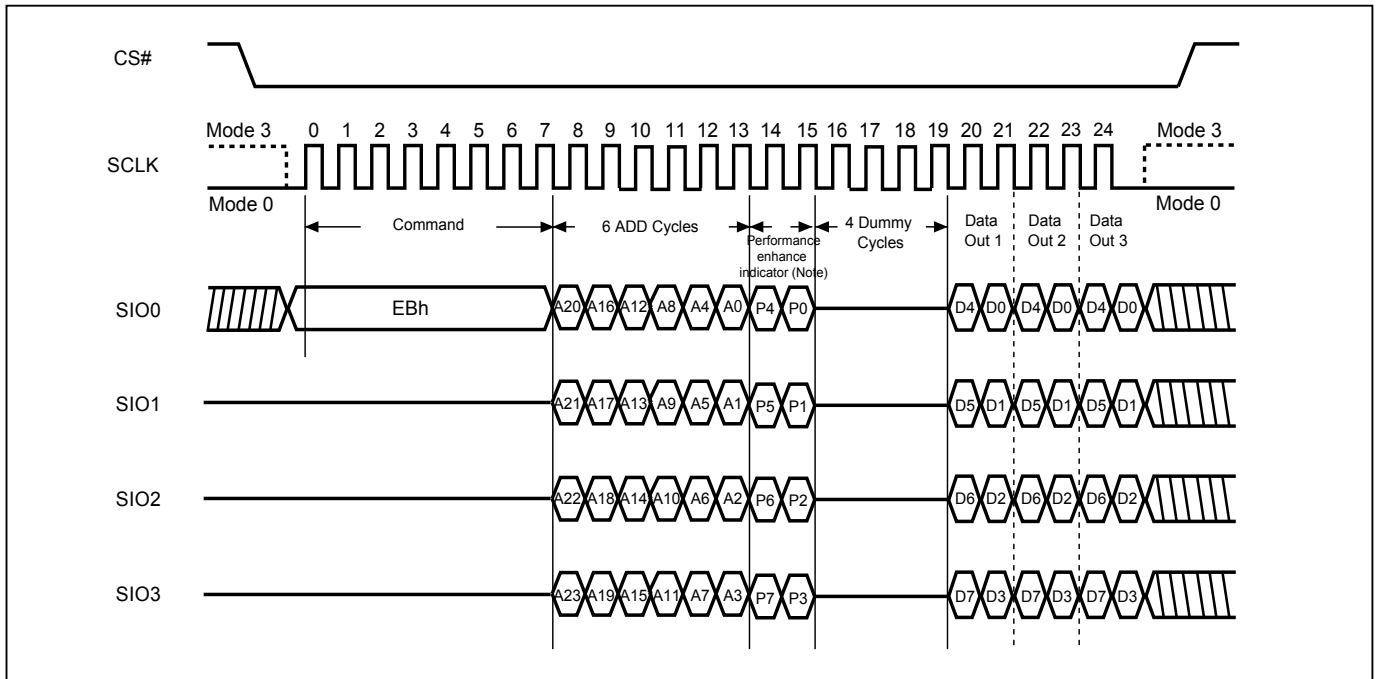 CS#
Mode 3 0 1 2 3 4 5 6 7 8 9 10 11 12 13 14 15 16 17 18 19 20 21 22 23 24 Mode 3
SCLK
Mode 0 Mode 0
Command 6 ADD Cycles Performance enhance indicator (Note) 4 Dummy Cycles Data Out 1 Data Out 2 Data Out 3
SIO0 EBh A20 A16 A12 A8 A4 A0 P4 P0 D4 D0 D4 D0 D4 D0
SIO1 A21 A17 A13 A9 A5 A1 P5 P1 D5 D1 D5 D1 D5 D1
SIO2 A22 A18 A14 A10 A6 A2 P6 P2 D6 D2 D6 D2 D6 D2
SIO3 A23 A19 A15 A11 A7 A3 P7 P3 D7 D3 D7 D3 D7 D3